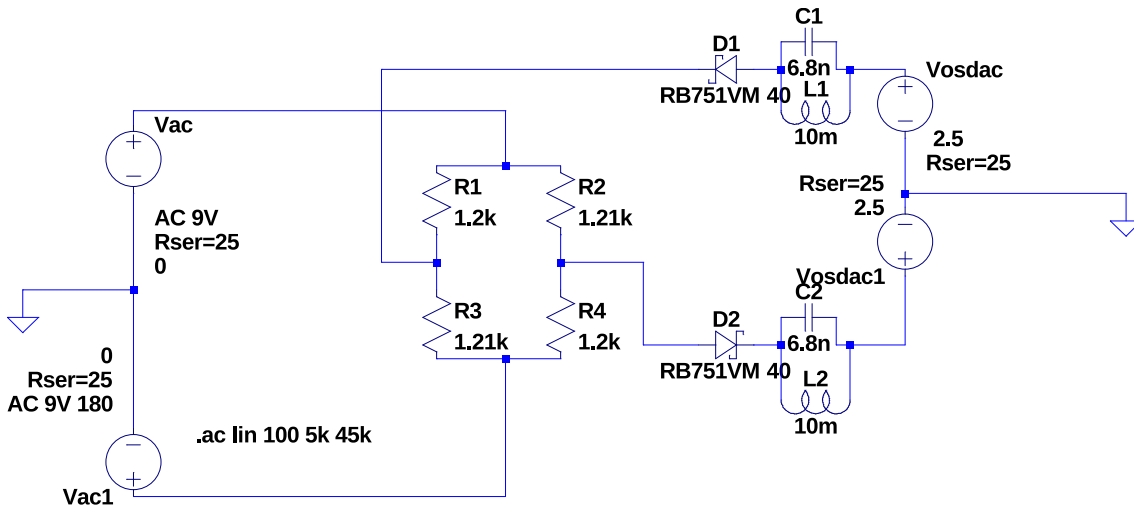 C1
D1
6.8n
Vosdac
RB751VM 40
L1
10m
Vac
+
−
+
−
2.5
Rser=25
R1
1.2k
R2
1.21k
Rser=25
2.5
−
+
AC 9V
Rser=25
0
Vosdac1
C2
R3
1.21k
R4
1.2k
D2
6.8n
RB751VM 40
L2
10m
0
Rser=25
AC 9V 180
.ac lin 100 5k 45k
−
+
Vac1